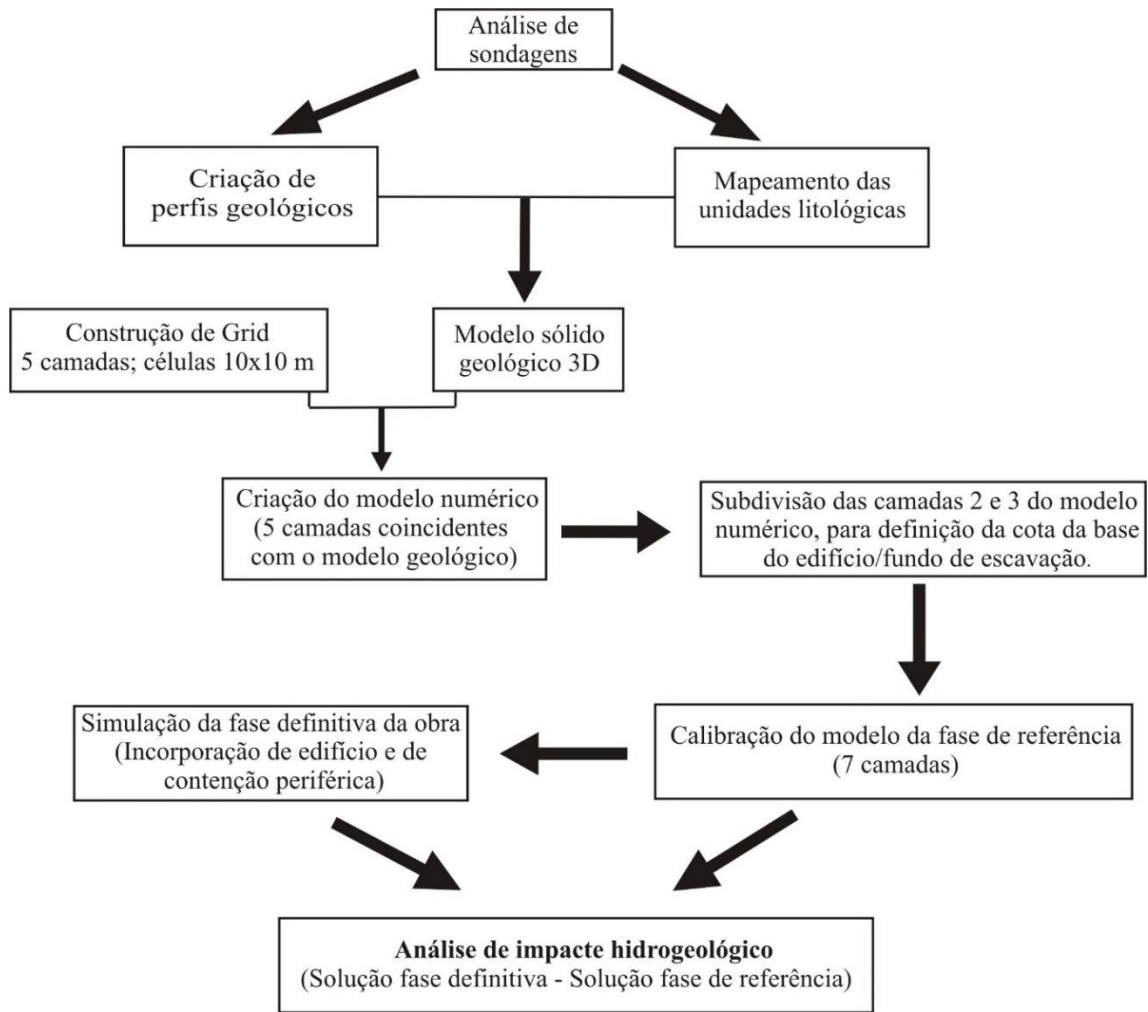 Análise de
sondagens
Criação de
perfis geológicos
Mapeamento das
unidades litológicas
Construção de Grid
5 camadas; células 10x10 m
Modelo sólido
geológico 3D
Criação do modelo numérico
(5 camadas coincidentes
com o modelo geológico)
Subdivisão das camadas 2 e 3 do modelo
numérico, para definição da cota da base
do edifício/fundo de escavação.
Simulação da fase definitiva da obra
(Incorporação de edifício e de
contenção periférica)
Calibração do modelo da fase de referência
(7 camadas)
Análise de impacte hidrogeológico
(Solução fase definitiva - Solução fase de referência)